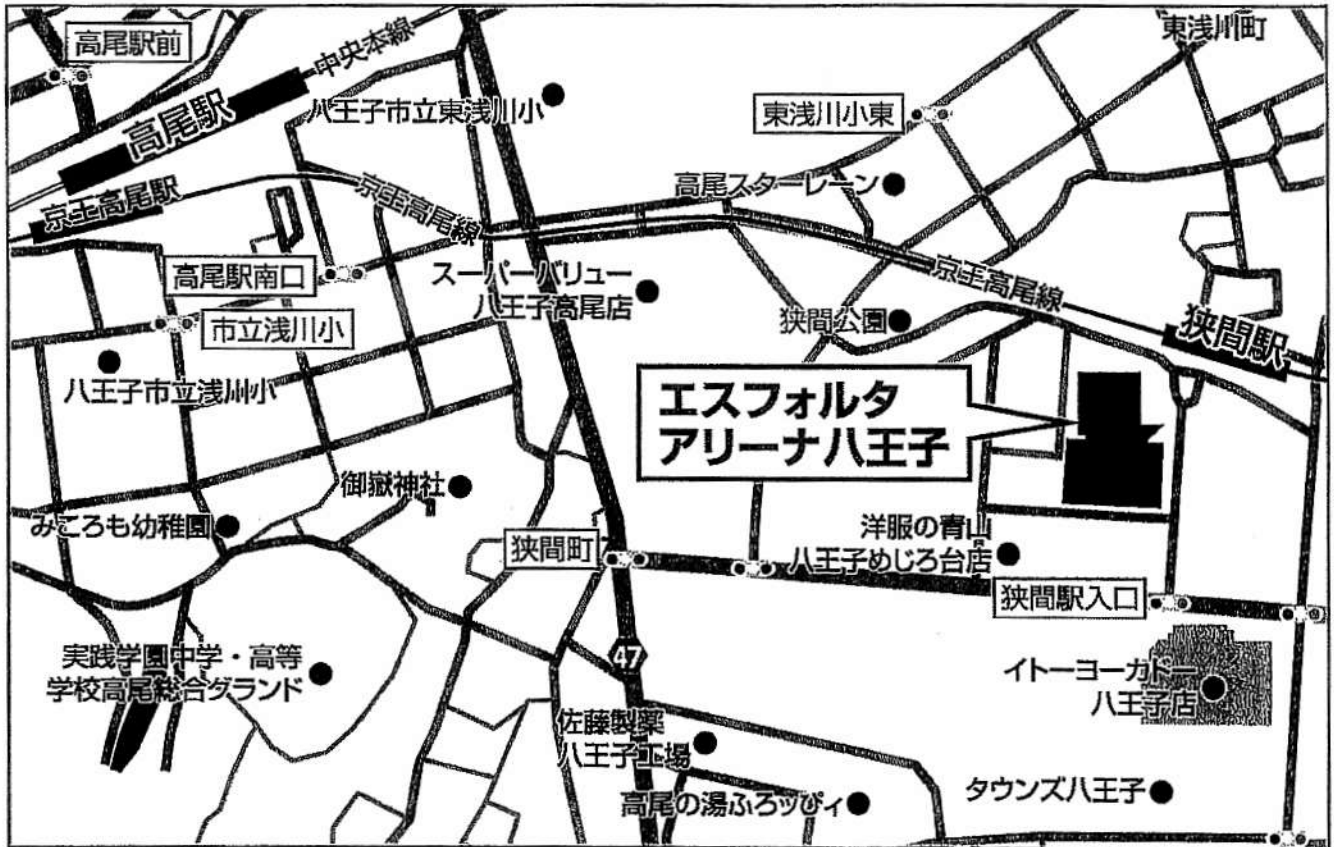 高尾駅前
中央本線
東浅川町
高尾駅
八王子市立東浅川小
東浅川小東
高尾スターレーン
京王高尾駅
京王高尾線
高尾駅南口
スーパーバリュー
八王子高尾店
京王高尾線
市立浅川小
狭間公園
狭間駅
八王子市立浅川小
エスフォルタ
アリーナ八王子
御嶽神社
みころも幼稚園
狭間町
洋服の青山
八王子めじろ台店
狭間駅入口
47
実践学園中学・高等
学校高尾総合グランド
イトーヨーカドー
八王子店
佐藤製薬
八王子工場
高尾の湯ふろッぴィ
タウンズ八王子